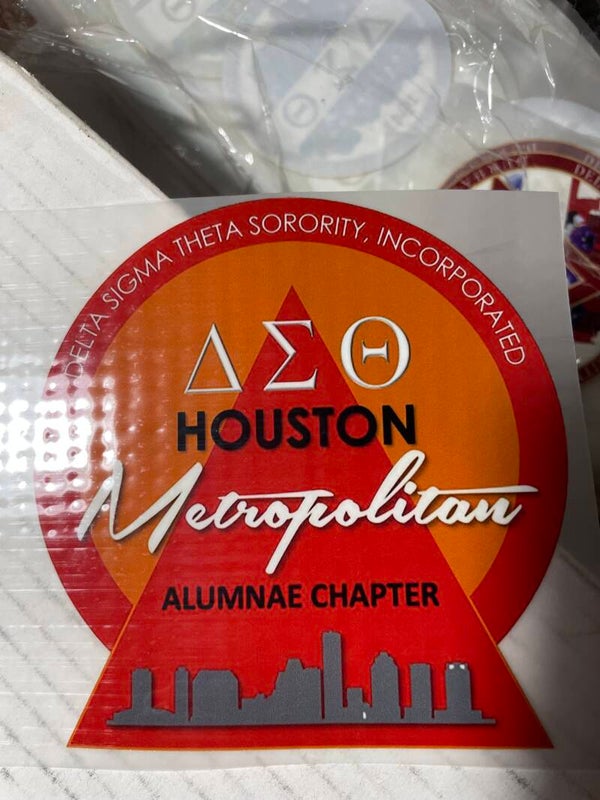 DELTA SIGMA THETA SORORITY, INCORPORATED
ΔΣΘ
HOUSTON
Metropolitan
ALUMNAE CHAPTER